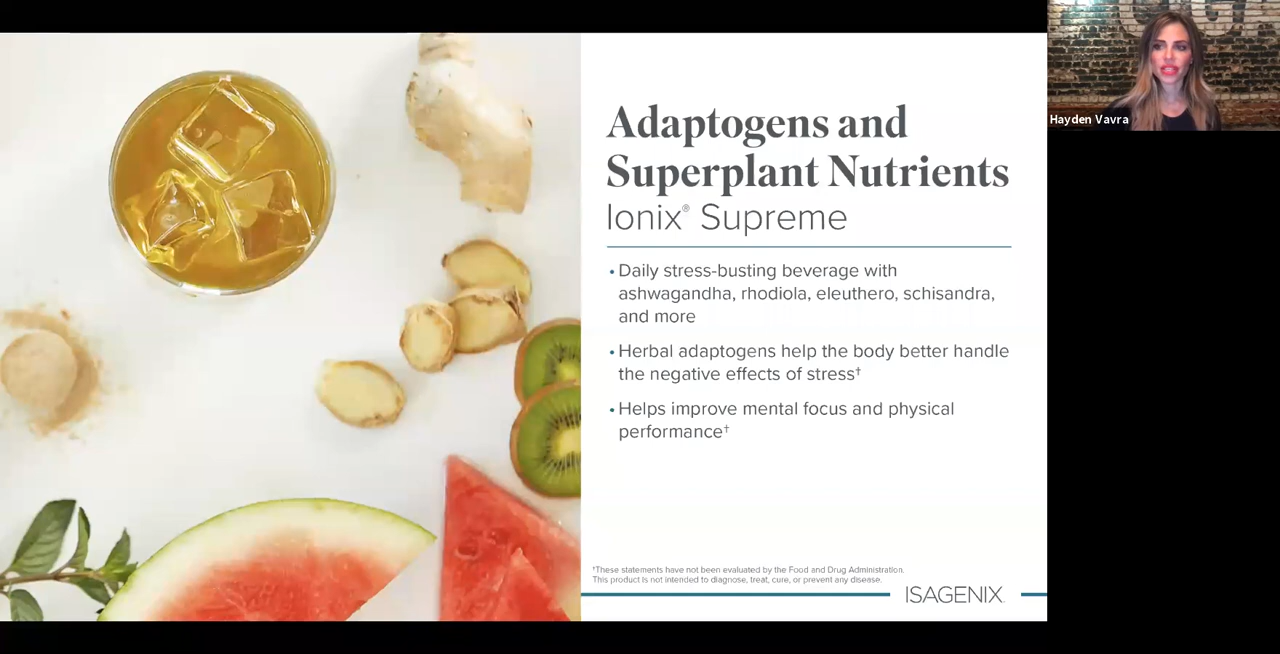 Adaptogens and
Superplant Nutrients
Ionix® Supreme
• Daily stress-busting beverage with
ashwagandha, rhodiola, eleuthero, schisandra,
and more
• Herbal adaptogens help the body better handle
the negative effects of stress†
• Helps improve mental focus and physical
performance†
†These statements have not been evaluated by the Food and Drug Administration.
This product is not intended to diagnose, treat, cure, or prevent any disease.
ISAGENIX
Hayden Vavra